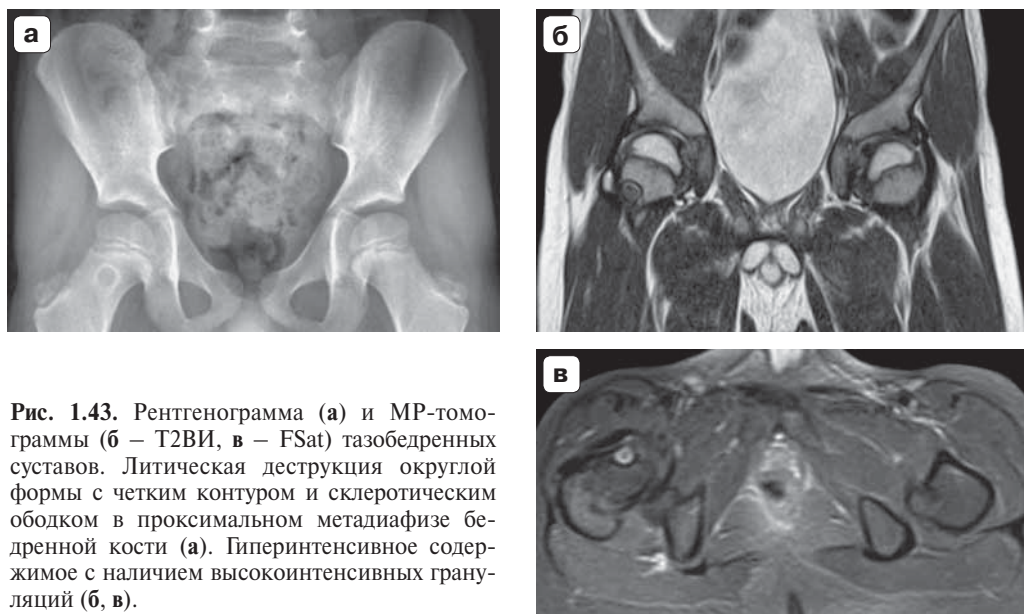 а
б
в
Рис. 1.43. Рентгенограмма (а) и МР-томо-
граммы (б – Т2ВИ, в – FSat) тазобедренных
суставов. Литическая деструкция округлой
формы с четким контуром и склеротическим
ободком в проксимальном метадиафизе бе-
дренной кости (а). Гиперинтенсивное содер-
жимое с наличием высокоинтенсивных грану-
ляций (б, в).